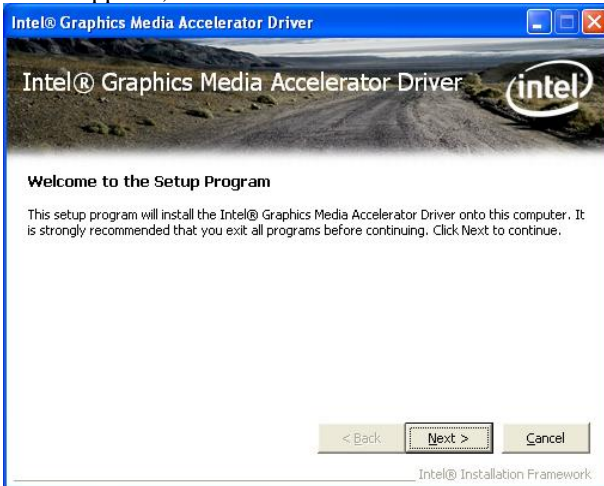 Intel® Graphics Media Accelerator Driver
Intel® Graphics Media Accelerator Driver
intel
Welcome to the Setup Program
This setup program will install the Intel® Graphics Media Accelerator Driver onto this computer. It
is strongly recommended that you exit all programs before continuing. Click Next to continue.
< Back Next > Cancel
Intel® Installation Framework